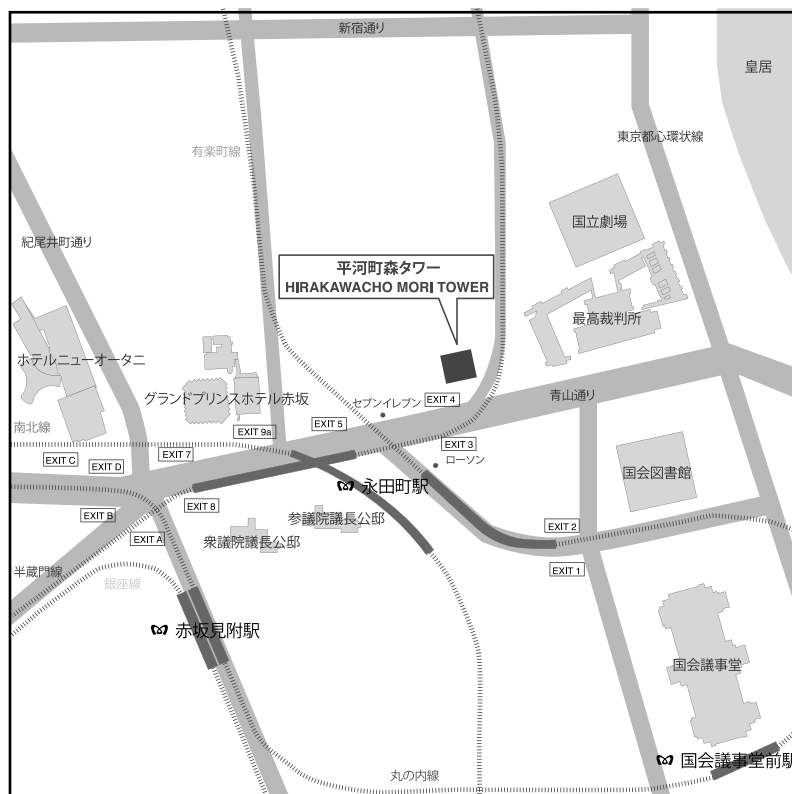 新宿通り
皇居
東京都心環状線
有楽町線
国立劇場
紀尾井町通り
平河町森タワー
HIRAKAWACHO MORI TOWER
最高裁判所
ホテルニューオータニ
グランドプリンスホテル赤坂
セブンイレブン
EXIT 4
青山通り
南北線
EXIT 9a
EXIT 5
EXIT 3
EXIT C
EXIT D
EXIT 7
ローソン
国会図書館
永田町駅
EXIT B
EXIT 8
参議院議長公邸
EXIT 2
EXIT A
衆議院議長公邸
半蔵門線
銀座線
EXIT 1
赤坂見附駅
国会議事堂
丸の内線
国会議事堂前駅